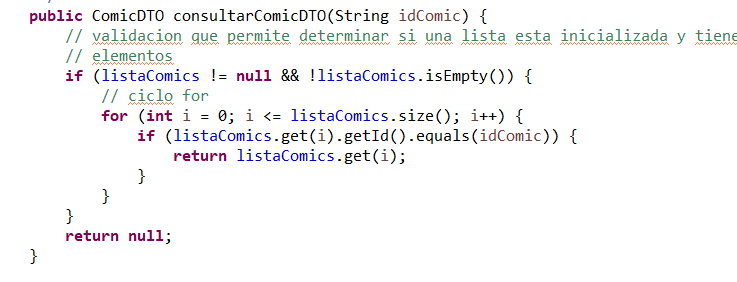 public ComicDTO consultarComicDTO(String idComic) {
// validacion que permite determinar si una lista esta inicializada y tiene
// elementos
if (listaComics != null && !listaComics.isEmpty()) {
// ciclo for
for (int i = 0; i <= listaComics.size(); i++) {
if (listaComics.get(i).getId().equals(idComic)) {
return listaComics.get(i);
}
}
}
return null;
}